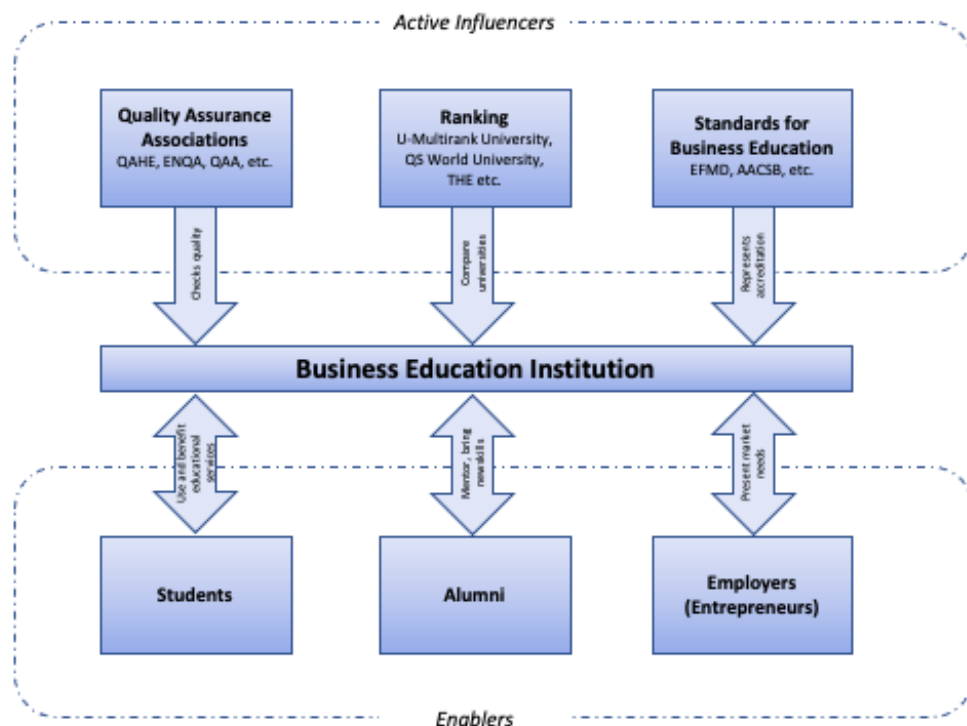 Active Influencers
Quality Assurance
Associations
QAHE, ENQA, QAA, etc.
Ranking
U-Multirank University,
QS World University,
THE etc.
Standards for
Business Education
EFMD, AACSB, etc.
Checks quality
Compare
universities
Represents
accreditation
Business Education Institution
Use and benefit
educational
services
Mentor, bring
newskills
Present market
needs
Students
Alumni
Employers
(Entrepreneurs)
Enablers